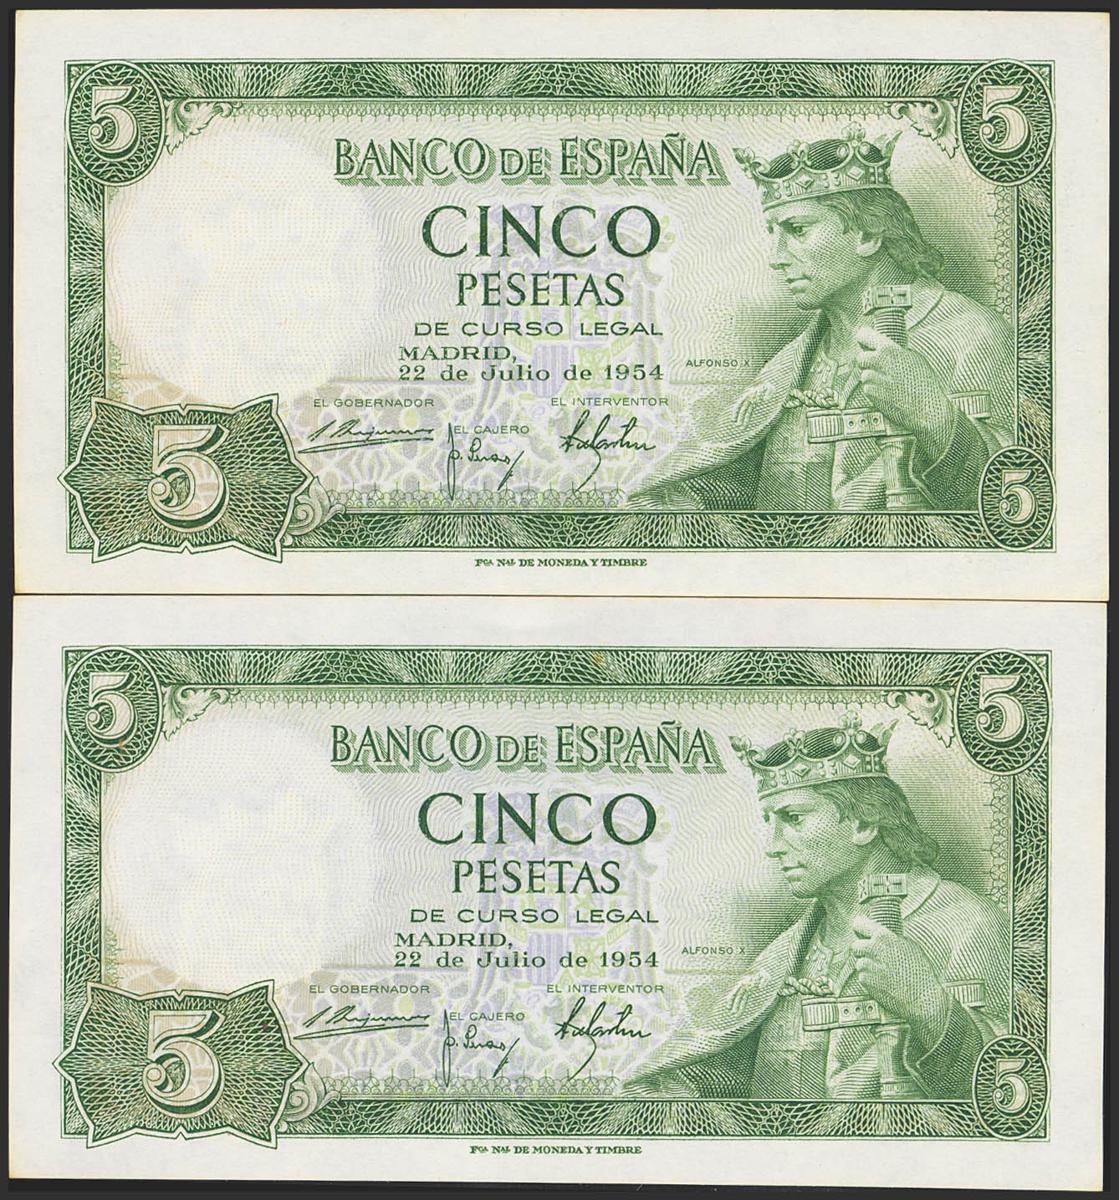 5 5
BANCO DE ESPAÑA
CINCO
PESETAS
DE CURSO LEGAL
MADRID,
22 de Julio de 1954
ALFONSO X
EL GOBERNADOR EL INTERVENTOR
EL CAJERO
5 5
FCA NAL DE MONEDA Y TIMBRE
5 5
BANCO DE ESPAÑA
CINCO
PESETAS
DE CURSO LEGAL
MADRID,
22 de Julio de 1954
ALFONSO X
EL GOBERNADOR EL INTERVENTOR
EL CAJERO
5 5
FCA NAL DE MONEDA Y TIMBRE